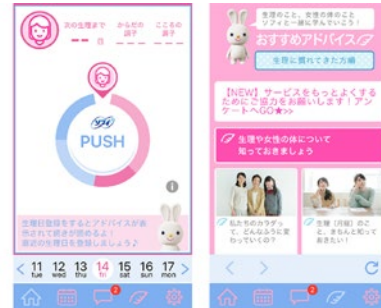 次の生理まで
からだの
調子
こころの
調子
-- 日
--
--
ソフィ
PUSH
生理日登録をするとアドバイスが表
示されて続きが読めるよ!
直近の生理日を登録しましょう♪
< 11 12 13 14 15 16 17 >
tue wed thu fri sat sun mon
2
生理のこと、女性の体のこと
ソフィと一緒に学んでいこう!
おすすめアドバイス
生理に慣れてきた方編
【NEW】サービスをもっとよくする
ためにご協力をお願いします!アン
ケートへGO★>>
生理や女性の体について
知っておきましょう
私たちのカラダっ
て、どんなふうに変
わっていくの?
生理(月経)のこ
と、きちんと知って
おきたい!
2